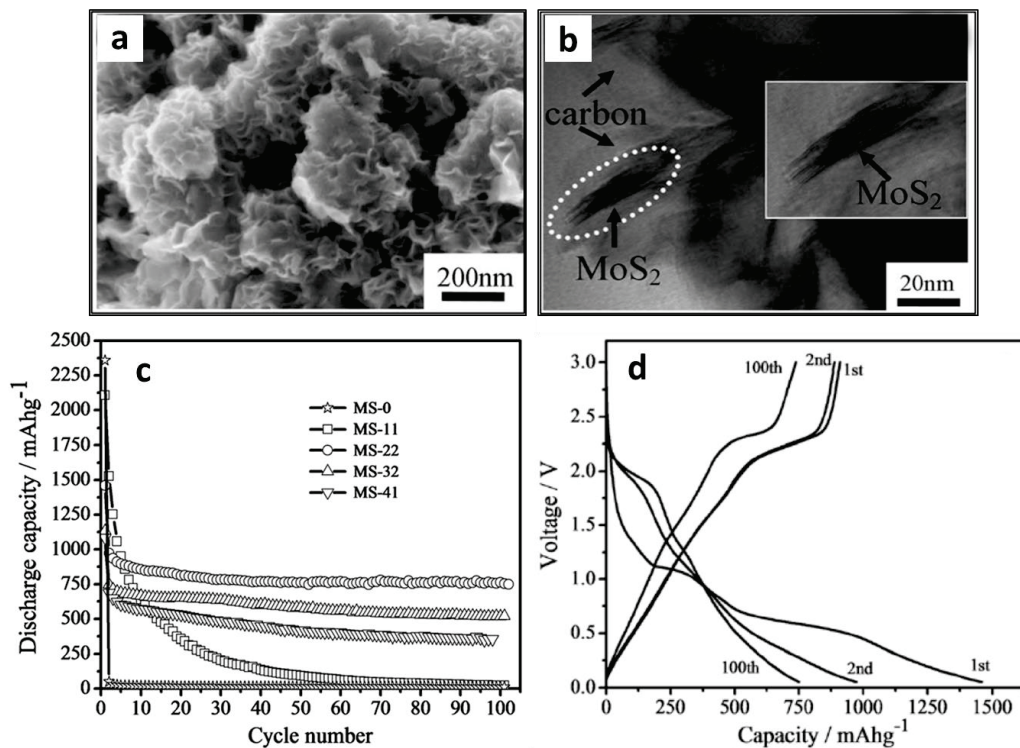 a
200nm
b
carbon
MoS₂
MoS₂
20nm
c
2500
2250
2000
1750
1500
1250
1000
750
500
250
0
0 10 20 30 40 50 60 70 80 90 100
Discharge capacity / mAhg⁻¹
Cycle number
MS-0
MS-11
MS-22
MS-32
MS-41
d
3.0
2.5
2.0
1.5
1.0
0.5
0.0
0 250 500 750 1000 1250 1500
Voltage / V
Capacity / mAhg⁻¹
100th
2nd
1st
100th
2nd
1st